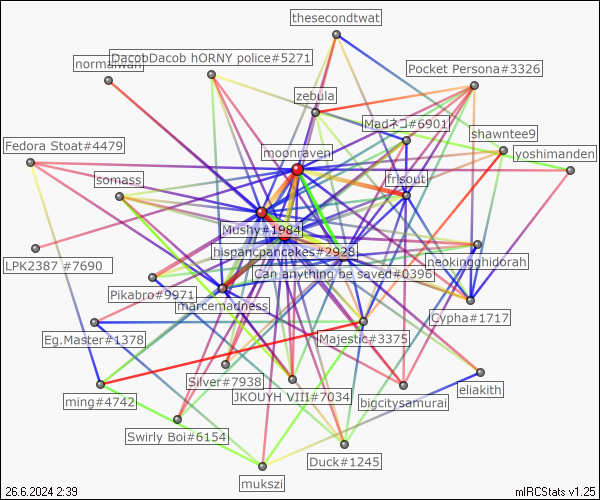 thesecondtwat
DacobDacob hORNY police#5271
normalwan
Pocket Persona#3326
zebula
Madネコ#6901
shawntee9
Fedora Stoat#4479
moonraven
yoshimanden
somass
frisout
Mushy#1984
hispancpancakes#2928
neokingghidorah
LPK2387 #7690
Can anything be saved#0396
Pikabro#9971
marcemadness
Cypha#1717
Eg.Master#1378
Majestic#3375
Silver#7938
eliakith
ming#4742
JKOUYH VIII#7034
bigcitysamurai
Swirly Boi#6154
Duck#1245
mukszi
26.6.2024 2:39
mIRCStats v1.25